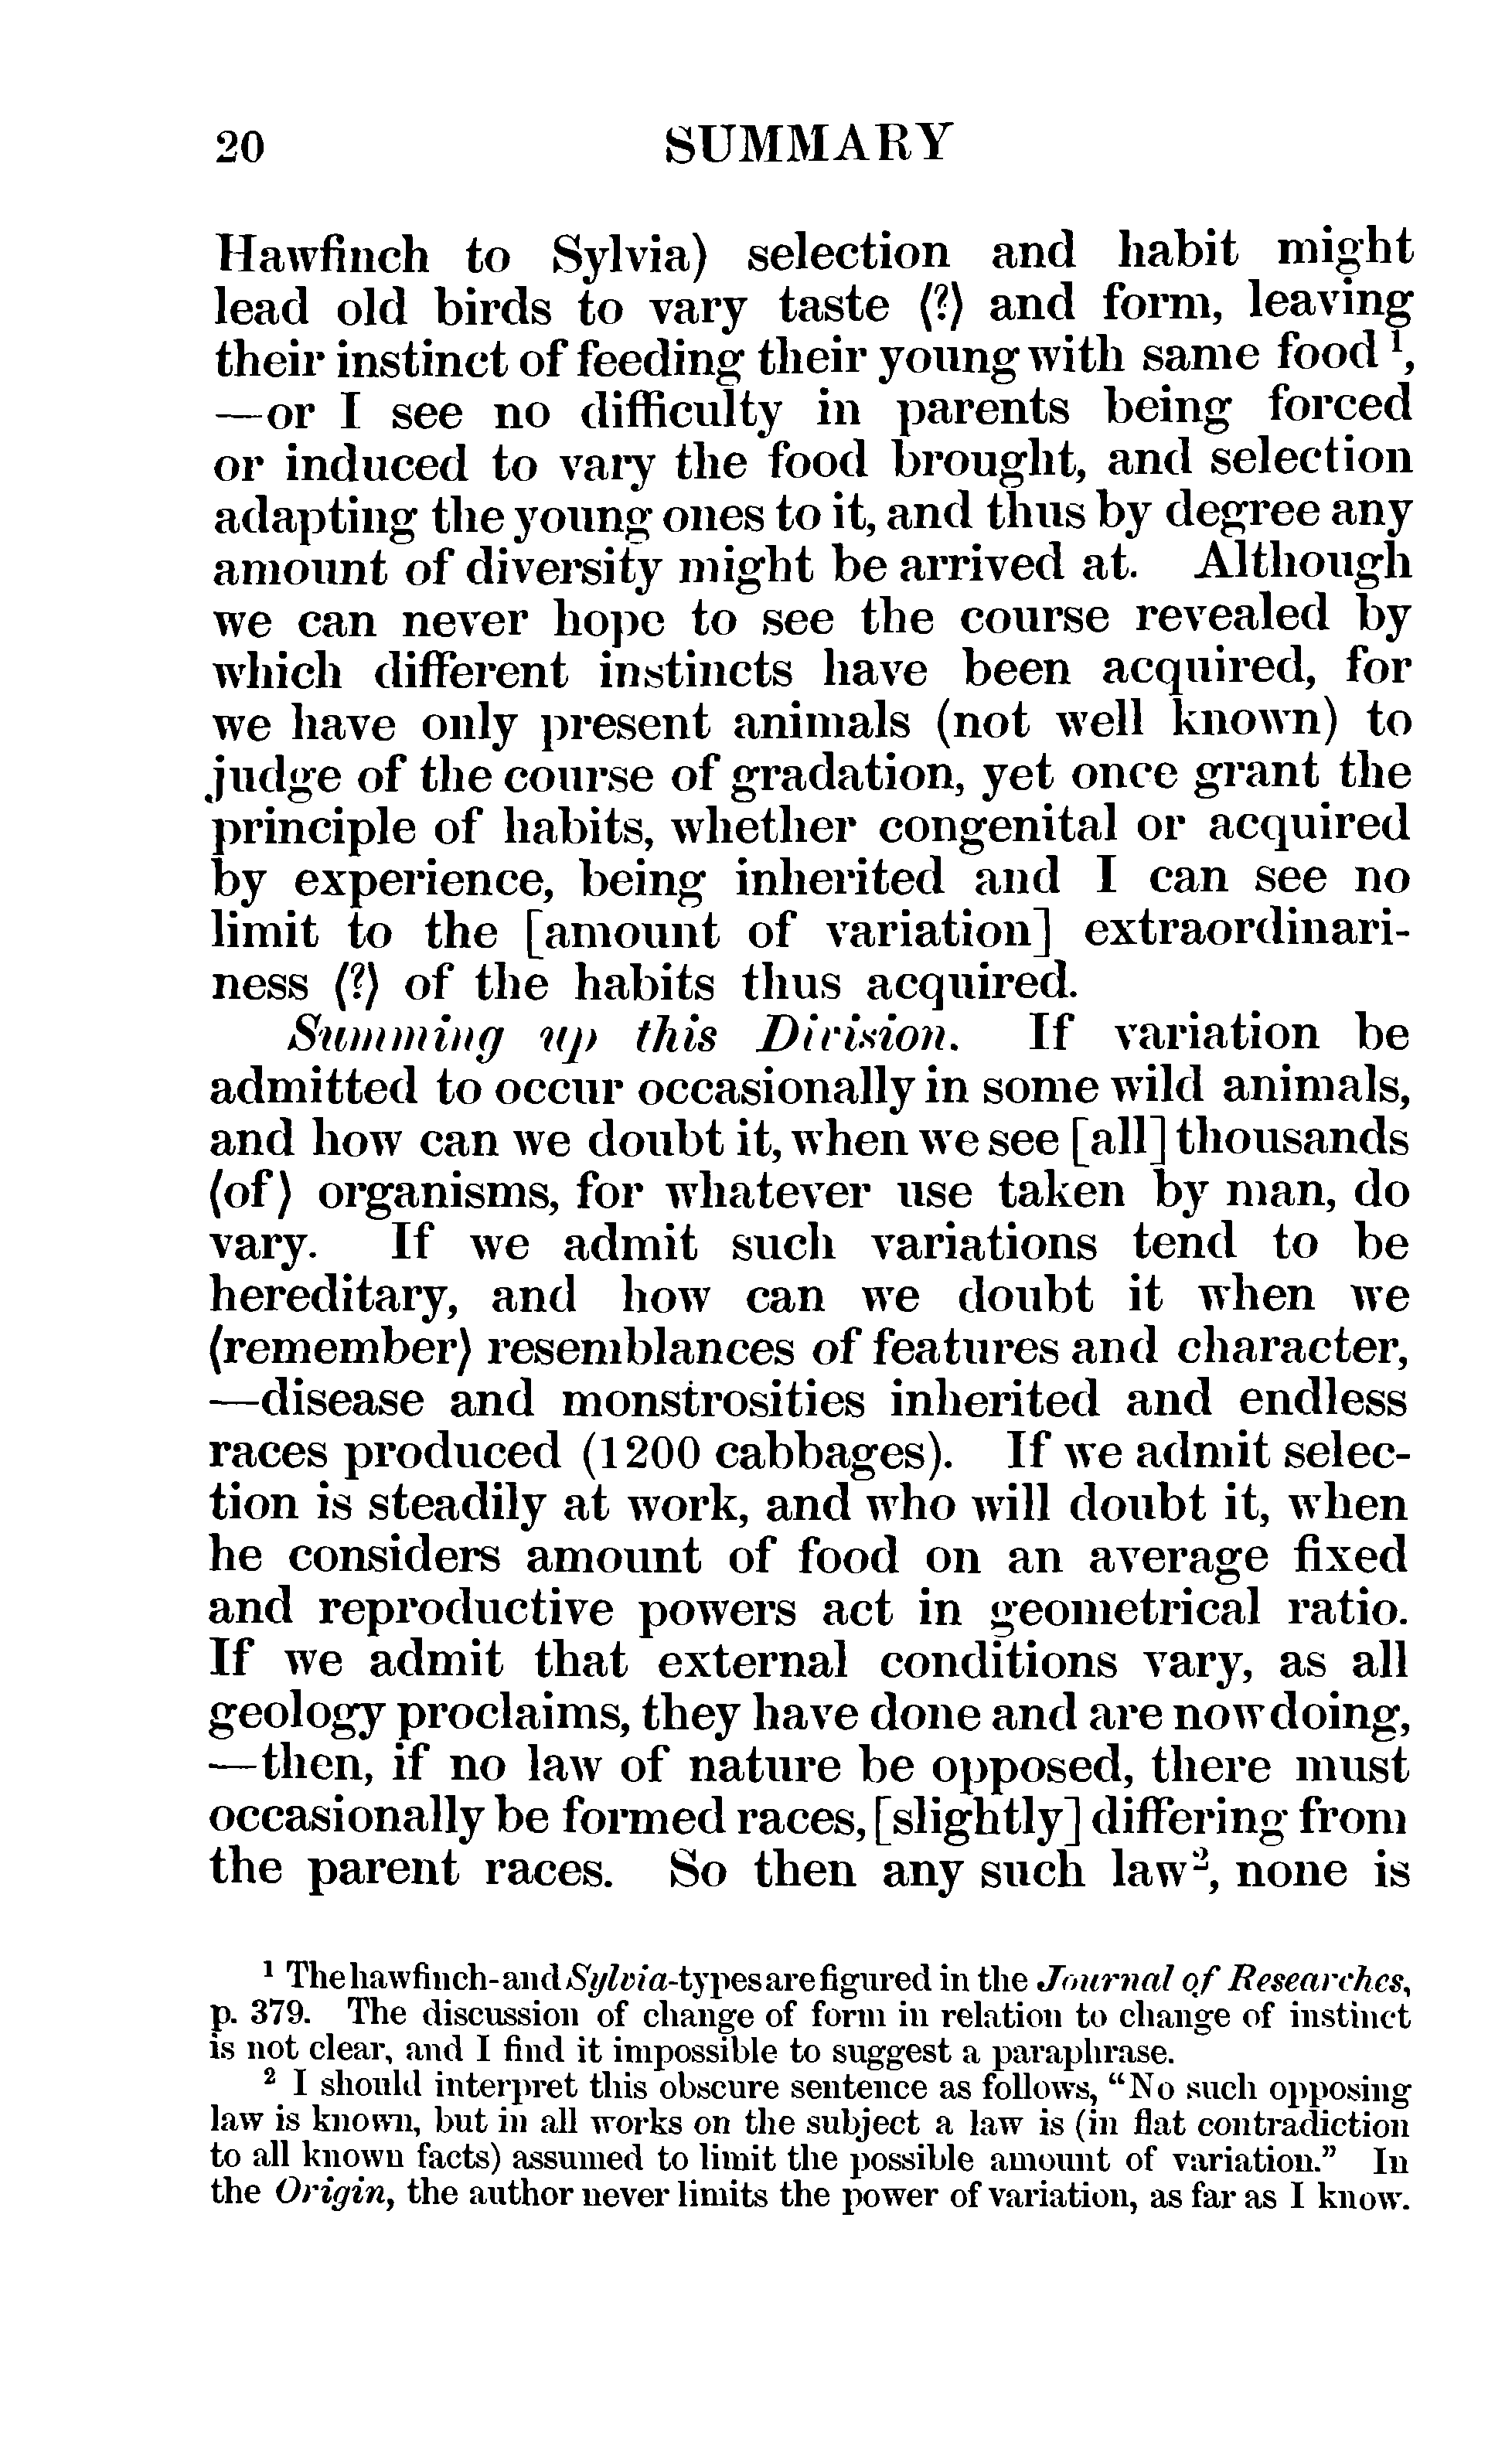 20 SUMMARY
Hawfinch to Sylvia) selection and habit might
lead old birds to vary taste ⟨?⟩ and form, leaving
their instinct of feeding their young with same food ¹,
—or I see no difficulty in parents being forced
or induced to vary the food brought, and selection
adapting the young ones to it, and thus by degree any
amount of diversity might be arrived at. Although
we can never hope to see the course revealed by
which different instincts have been acquired, for
we have only present animals (not well known) to
judge of the course of gradation, yet once grant the
principle of habits, whether congenital or acquired
by experience, being inherited and I can see no
limit to the [amount of variation] extraordinari-
ness ⟨?⟩ of the habits thus acquired.
Summing up this Division. If variation be
admitted to occur occasionally in some wild animals,
and how can we doubt it, when we see [all] thousands
⟨of⟩ organisms, for whatever use taken by man, do
vary. If we admit such variations tend to be
hereditary, and how can we doubt it when we
⟨remember⟩ resemblances of features and character,
—disease and monstrosities inherited and endless
races produced (1200 cabbages). If we admit selec-
tion is steadily at work, and who will doubt it, when
he considers amount of food on an average fixed
and reproductive powers act in geometrical ratio.
If we admit that external conditions vary, as all
geology proclaims, they have done and are now doing,
—then, if no law of nature be opposed, there must
occasionally be formed races, [slightly] differing from
the parent races. So then any such law², none is
¹ The hawfinch- and Sylvia-types are figured in the Journal of Researches,
p. 379. The discussion of change of form in relation to change of instinct
is not clear, and I find it impossible to suggest a paraphrase.
² I should interpret this obscure sentence as follows, “No such opposing
law is known, but in all works on the subject a law is (in flat contradiction
to all known facts) assumed to limit the possible amount of variation.” In
the Origin, the author never limits the power of variation, as far as I know.